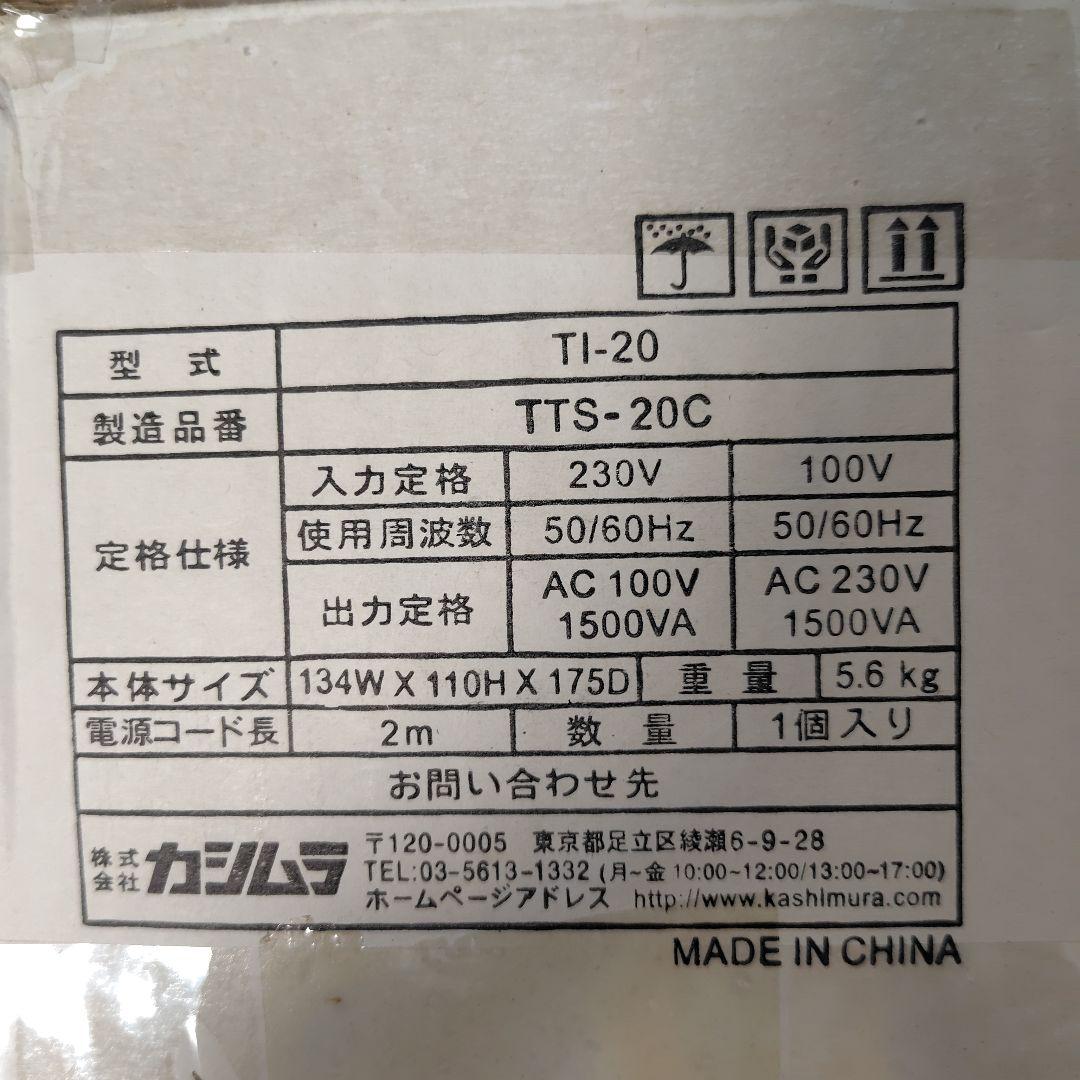 型 式 TI-20
製造品番 TTS-20C
定格仕様 入力定格 230V 100V
使用周波数 50/60Hz 50/60Hz
出力定格 AC 100V 1500VA AC 230V 1500VA
本体サイズ 134W X 110H X 175D 重 量 5.6 kg
電源コード長 2m 数 量 1個入り
お問い合わせ先
株式会社 カシムラ 〒120-0005 東京都足立区綾瀬6-9-28
TEL:03-5613-1332 (月~金 10:00~12:00/13:00~17:00)
ホームページアドレス http://www.kashimura.com
MADE IN CHINA